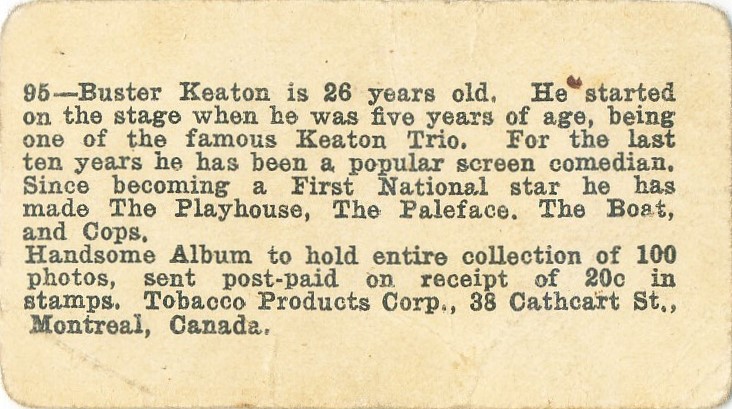 95—Buster Keaton is 26 years old. He started
on the stage when he was five years of age, being
one of the famous Keaton Trio. For the last
ten years he has been a popular screen comedian.
Since becoming a First National star he has
made The Playhouse, The Paleface. The Boat,
and Cops.
Handsome Album to hold entire collection of 100
photos, sent post-paid on receipt of 20c in
stamps. Tobacco Products Corp., 38 Cathcart St.,
Montreal, Canada.